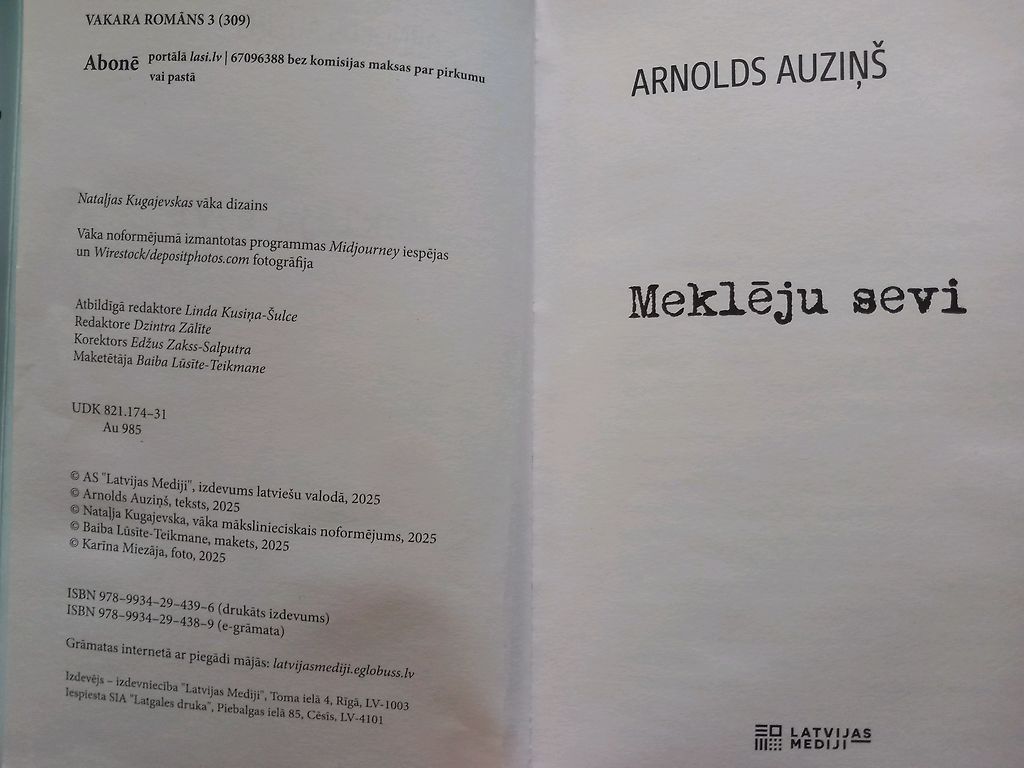 VAKARA ROMĀNS 3 (309)
Abonē portālā lasi.lv | 67096388 bez komisijas maksas par pirkumu
vai pastā
Nataļjas Kugajevskas vāka dizains
Vāka noformējumā izmantotas programmas Midjourney iespējas
un Wirestock/depositphotos.com fotogrāfija
Atbildīgā redaktore Linda Kusiņa-Šulce
Redaktore Dzintra Zālīte
Korektors Edžus Zakss-Salputra
Maketētāja Baiba Lūsīte-Teikmane
UDK 821.174–31
Au 985
© AS "Latvijas Mediji", izdevums latviešu valodā, 2025
© Arnolds Auziņš, teksts, 2025
© Nataļja Kugajevska, vāka mākslinieciskais noformējums, 2025
© Baiba Lūsīte-Teikmane, makets, 2025
© Karīna Miezāja, foto, 2025
ISBN 978–9934–29–439–6 (drukāts izdevums)
ISBN 978–9934–29–438–9 (e-grāmata)
Grāmatas internetā ar piegādi mājās: latvijasmediji.eglobuss.lv
Izdevējs – izdevniecība "Latvijas Mediji", Toma ielā 4, Rīgā, LV-1003
Iespiesta SIA "Latgales druka", Piebalgas ielā 85, Cēsīs, LV-4101
ARNOLDS AUZIŅŠ
Meklēju sevi
LATVIJAS
MEDIJI